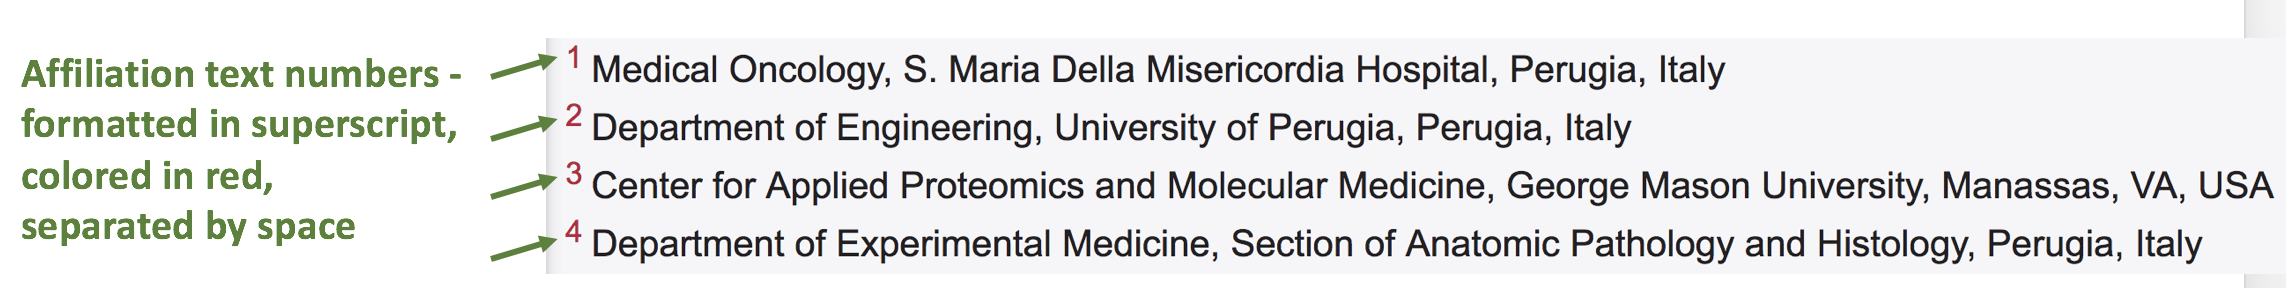 Affiliation text numbers -
formatted in superscript,
colored in red,
separated by space
1 Medical Oncology, S. Maria Della Misericordia Hospital, Perugia, Italy
2 Department of Engineering, University of Perugia, Perugia, Italy
3 Center for Applied Proteomics and Molecular Medicine, George Mason University, Manassas, VA, USA
4 Department of Experimental Medicine, Section of Anatomic Pathology and Histology, Perugia, Italy